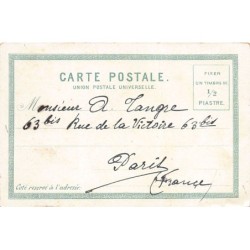 CARTE POSTALE.
UNION POSTALE UNIVERSELLE.
FIXER
UN TIMBRE DE
1/2
PIASTRE.
Monsieur A. Tangre
63 bis Rue de la Victoire 63 bis
Paris
France
Coté reservé à l'adresse.